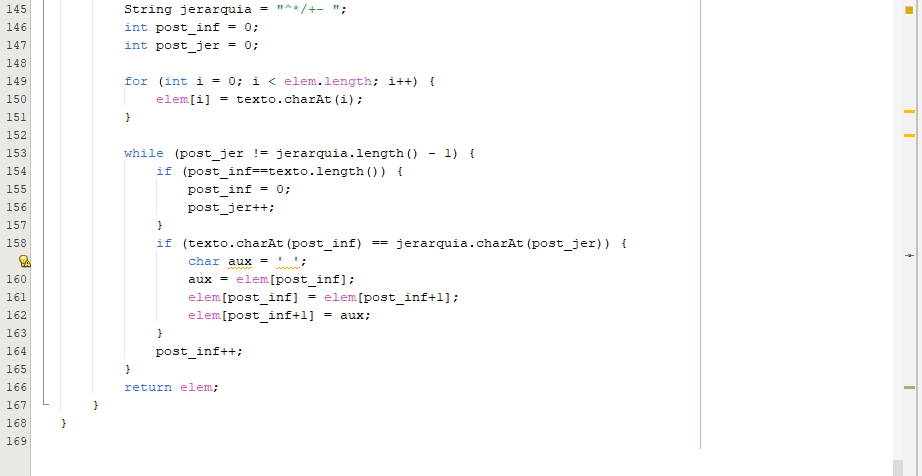 145 String jerarquia = "^*/+- ";
146 int post_inf = 0;
147 int post_jer = 0;
148
149 for (int i = 0; i < elem.length; i++) {
150 elem[i] = texto.charAt(i);
151 }
152
153 while (post_jer != jerarquia.length() - 1) {
154 if (post_inf==texto.length()) {
155 post_inf = 0;
156 post_jer++;
157 }
158 if (texto.charAt(post_inf) == jerarquia.charAt(post_jer)) {
char aux = ' ';
160 aux = elem[post_inf];
161 elem[post_inf] = elem[post_inf+1];
162 elem[post_inf+1] = aux;
163 }
164 post_inf++;
165 }
166 return elem;
167 }
168 }
169